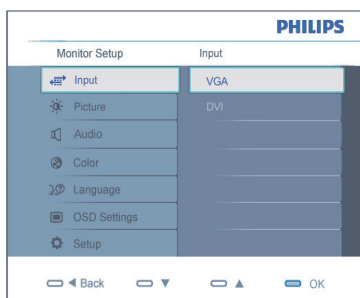 PHILIPS
Monitor Setup Input
Input VGA
Picture DVI
Audio
Color
Language
OSD Settings
Setup
Back OK